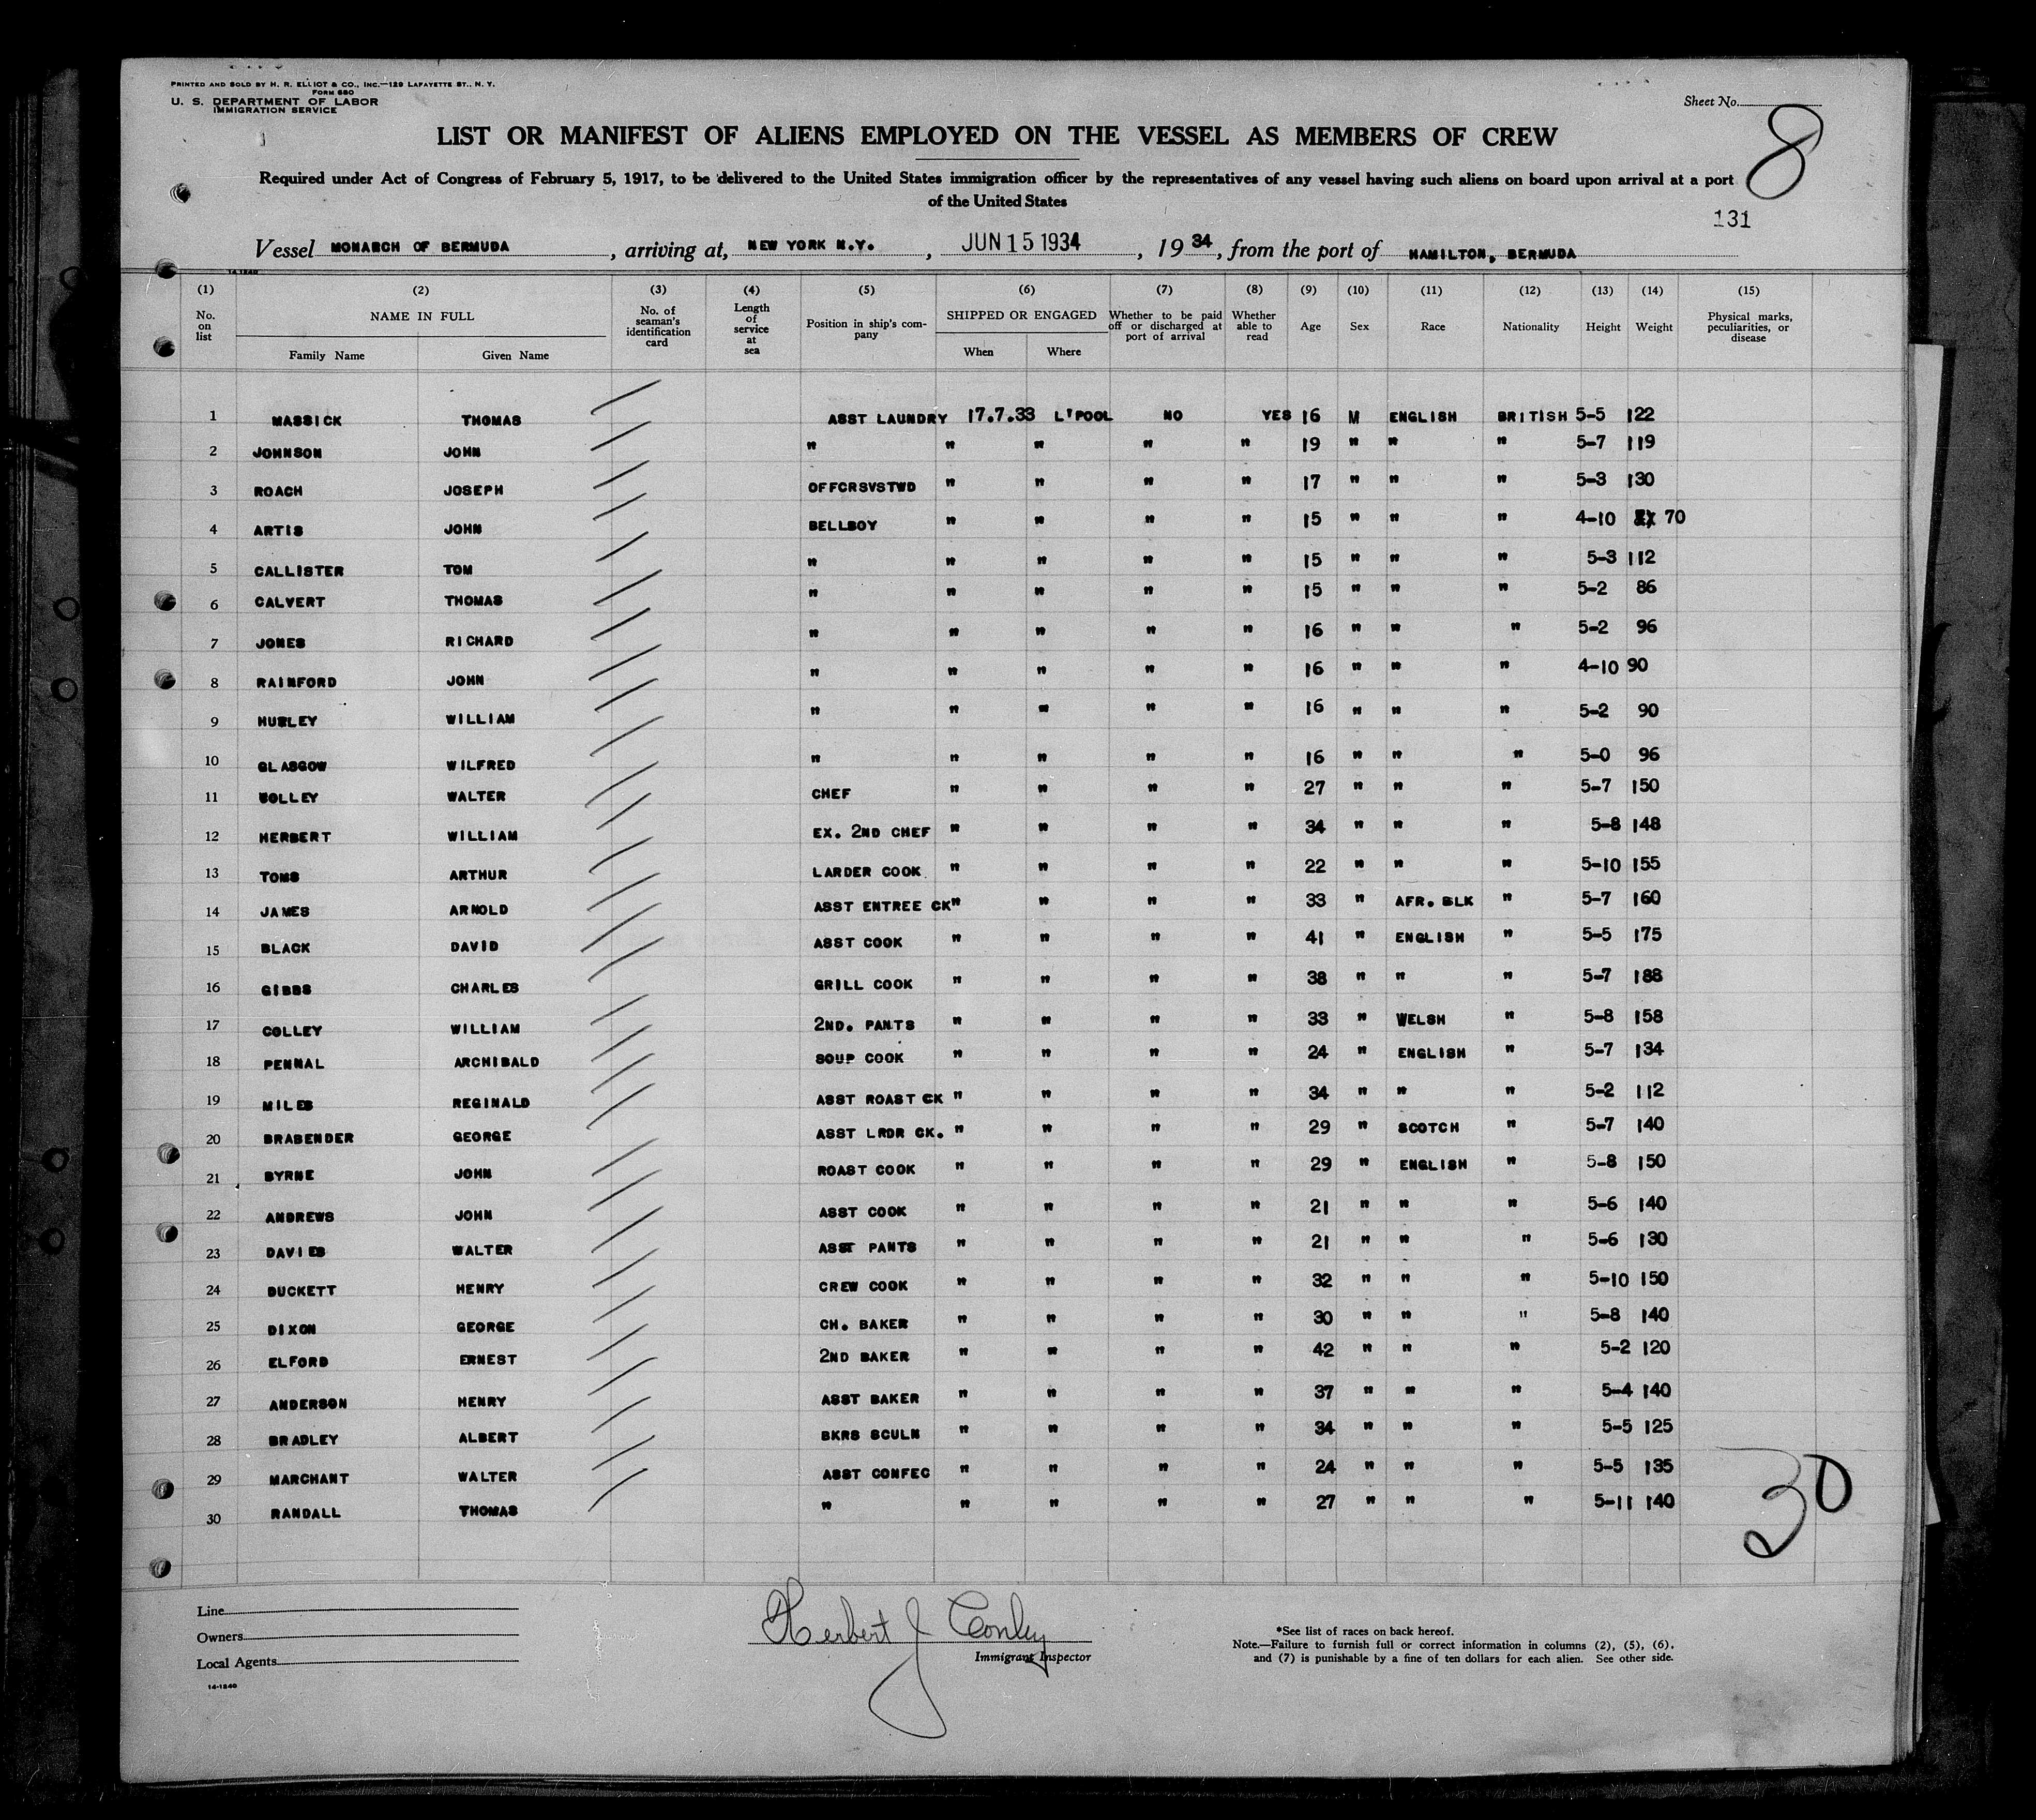 PRINTED AND SOLD BY H. R. ELLIOT & CO., INC.—129 LAFAYETTE ST., N. Y.
FORM 680
U. S. DEPARTMENT OF LABOR
IMMIGRATION SERVICE
Sheet No.
8
LIST OR MANIFEST OF ALIENS EMPLOYED ON THE VESSEL AS MEMBERS OF CREW
Required under Act of Congress of February 5, 1917, to be delivered to the United States immigration officer by the representatives of any vessel having such aliens on board upon arrival at a port
of the United States
131
Vessel MONARCH OF BERMUDA, arriving at, NEW YORK N.Y., JUN 15 1934, 1934, from the port of HAMILTON, BERMUDA
14-1240
(1) (2) (3) (4) (5) (6) (7) (8) (9) (10) (11) (12) (13) (14) (15)
No. on list NAME IN FULL Family Name Given Name No. of seaman's identification card Length of service at sea Position in ship's company SHIPPED OR ENGAGED When Where Whether to be paid off or discharged at port of arrival Whether able to read Age Sex Race Nationality Height Weight Physical marks, peculiarities, or disease
1 MASSICK THOMAS ASST LAUNDRY 17.7.33 L'POOL NO YES 16 M ENGLISH BRITISH 5-5 122
2 JOHNSON JOHN " " " " " 19 " " " 5-7 119
3 ROACH JOSEPH OFFCRSVSTWD " " " " 17 " " " 5-3 130
4 ARTIS JOHN BELLBOY " " " " 15 " " " 4-10 70
5 CALLISTER TOM " " " " " 15 " " " 5-3 112
6 CALVERT THOMAS " " " " " 15 " " " 5-2 86
7 JONES RICHARD " " " " " 16 " " " 5-2 96
8 RAINFORD JOHN " " " " " 16 " " " 4-10 90
9 HUSLEY WILLIAM " " " " " 16 " " " 5-2 90
10 GLASGOW WILFRED " " " " " 16 " " " 5-0 96
11 WOLLEY WALTER CHEF " " " " 27 " " " 5-7 150
12 HERBERT WILLIAM EX. 2ND CHEF " " " " 34 " " " 5-8 148
13 TOMS ARTHUR LARDER COOK " " " " 22 " " " 5-10 155
14 JAMES ARNOLD ASST ENTREE CK " " " " 33 " AFR. BLK " 5-7 160
15 BLACK DAVID ASST COOK " " " " 41 " ENGLISH " 5-5 175
16 GIBBS CHARLES GRILL COOK " " " " 38 " " " 5-7 188
17 COLLEY WILLIAM 2ND. PANTS " " " " 33 " WELSH " 5-8 158
18 PENNAL ARCHIBALD SOUP COOK " " " " 24 " ENGLISH " 5-7 134
19 MILES REGINALD ASST ROAST CK " " " " 34 " " " 5-2 112
20 BRABENDER GEORGE ASST LRDR CK. " " " " 29 " SCOTCH " 5-7 140
21 BYRNE JOHN ROAST COOK " " " " 29 " ENGLISH " 5-8 150
22 ANDREWS JOHN ASST COOK " " " " 21 " " " 5-6 140
23 DAVIES WALTER ASST PANTS " " " " 21 " " " 5-6 130
24 DUCKETT HENRY CREW COOK " " " " 32 " " " 5-10 150
25 DIXON GEORGE CH. BAKER " " " " 30 " " " 5-8 140
26 ELFORD ERNEST 2ND BAKER " " " " 42 " " " 5-2 120
27 ANDERSON HENRY ASST BAKER " " " " 37 " " " 5-4 140
28 BRADLEY ALBERT BKRS SCULN " " " " 34 " " " 5-5 125
29 MARCHANT WALTER ASST CONFEC " " " " 24 " " " 5-5 135
30 RANDALL THOMAS " " " " " 27 " " " 5-11 140
30
Line
Owners
Local Agents
14-1240
Herbert J Conley
Immigrant Inspector
*See list of races on back hereof.
Note.—Failure to furnish full or correct information in columns (2), (5), (6),
and (7) is punishable by a fine of ten dollars for each alien. See other side.